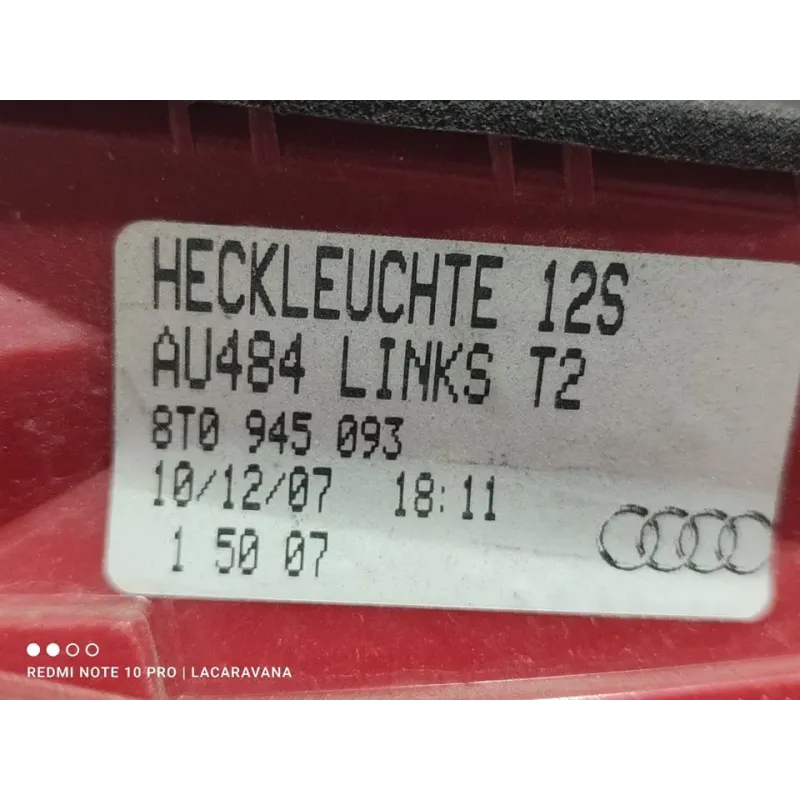 HECKLEUCHTE 12S
AU484 LINKS T2
8T0 945 093
10/12/07 18:11
1 50 07
REDMI NOTE 10 PRO | LACARAVANA